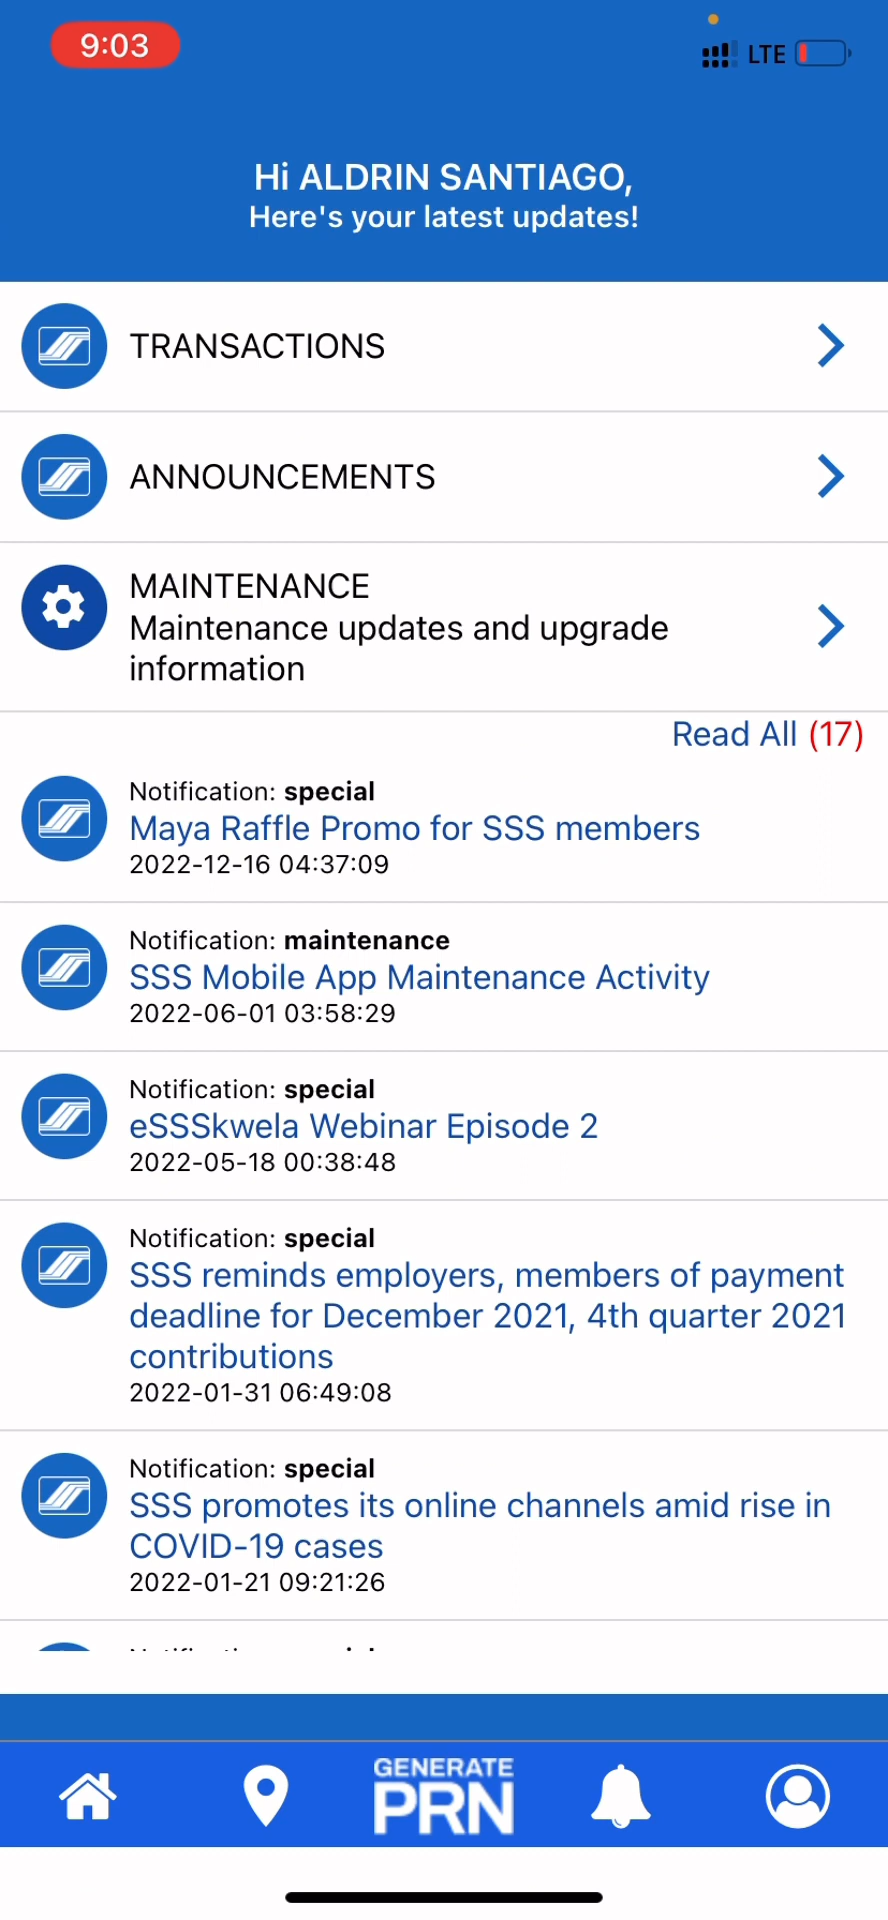 9:03
LTE
Hi ALDRIN SANTIAGO,
Here's your latest updates!
TRANSACTIONS
ANNOUNCEMENTS
MAINTENANCE
Maintenance updates and upgrade
information
Read All (17)
Notification: special
Maya Raffle Promo for SSS members
2022-12-16 04:37:09
Notification: maintenance
SSS Mobile App Maintenance Activity
2022-06-01 03:58:29
Notification: special
eSSSkwela Webinar Episode 2
2022-05-18 00:38:48
Notification: special
SSS reminds employers, members of payment
deadline for December 2021, 4th quarter 2021
contributions
2022-01-31 06:49:08
Notification: special
SSS promotes its online channels amid rise in
COVID-19 cases
2022-01-21 09:21:26
GENERATE
PRN